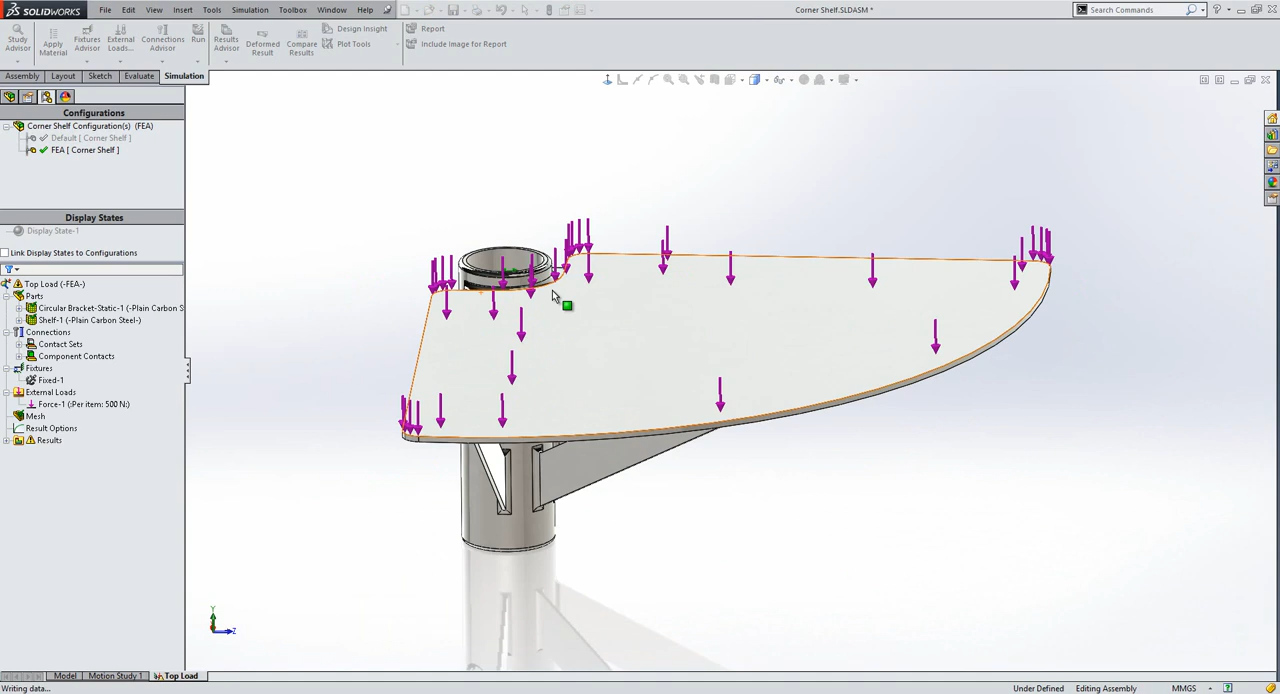 SOLIDWORKS File Edit View Insert Tools Simulation Toolbox Window Help Corner Shelf.SLDASM * Search Commands
Study Advisor
Apply Material
Fixtures Advisor
External Loads...
Connections Advisor
Run
Results Advisor
Deformed Result
Compare Results
Design Insight
Plot Tools
Report
Include Image for Report
Assembly Layout Sketch Evaluate Simulation
Configurations
Corner Shelf Configuration(s) (FEA)
Default [ Corner Shelf ]
FEA [ Corner Shelf ]
Display States
Display State-1
Link Display States to Configurations
Top Load (-FEA-)
Parts
Circular Bracket-Static-1 (-Plain Carbon S
Shelf-1 (-Plain Carbon Steel-)
Connections
Contact Sets
Component Contacts
Fixtures
Fixed-1
External Loads
Force-1 (:Per item: 500 N:)
Mesh
Result Options
Results
Y
Z
Model Motion Study 1 Top Load
Writing data... Under Defined Editing Assembly MMGS